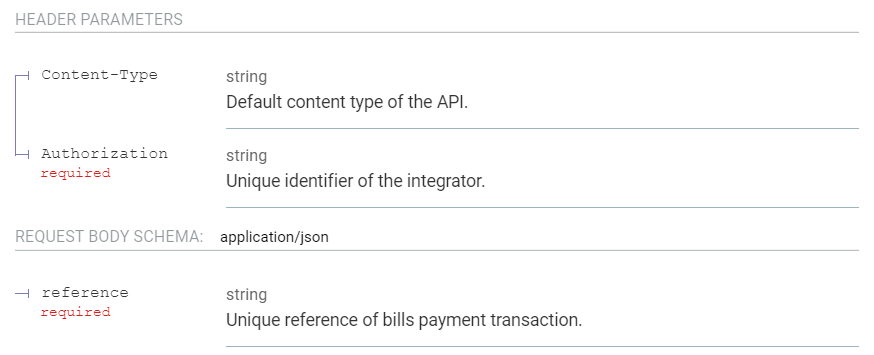 HEADER PARAMETERS
Content-Type string
Default content type of the API.
Authorization string
required
Unique identifier of the integrator.
REQUEST BODY SCHEMA: application/json
reference string
required
Unique reference of bills payment transaction.